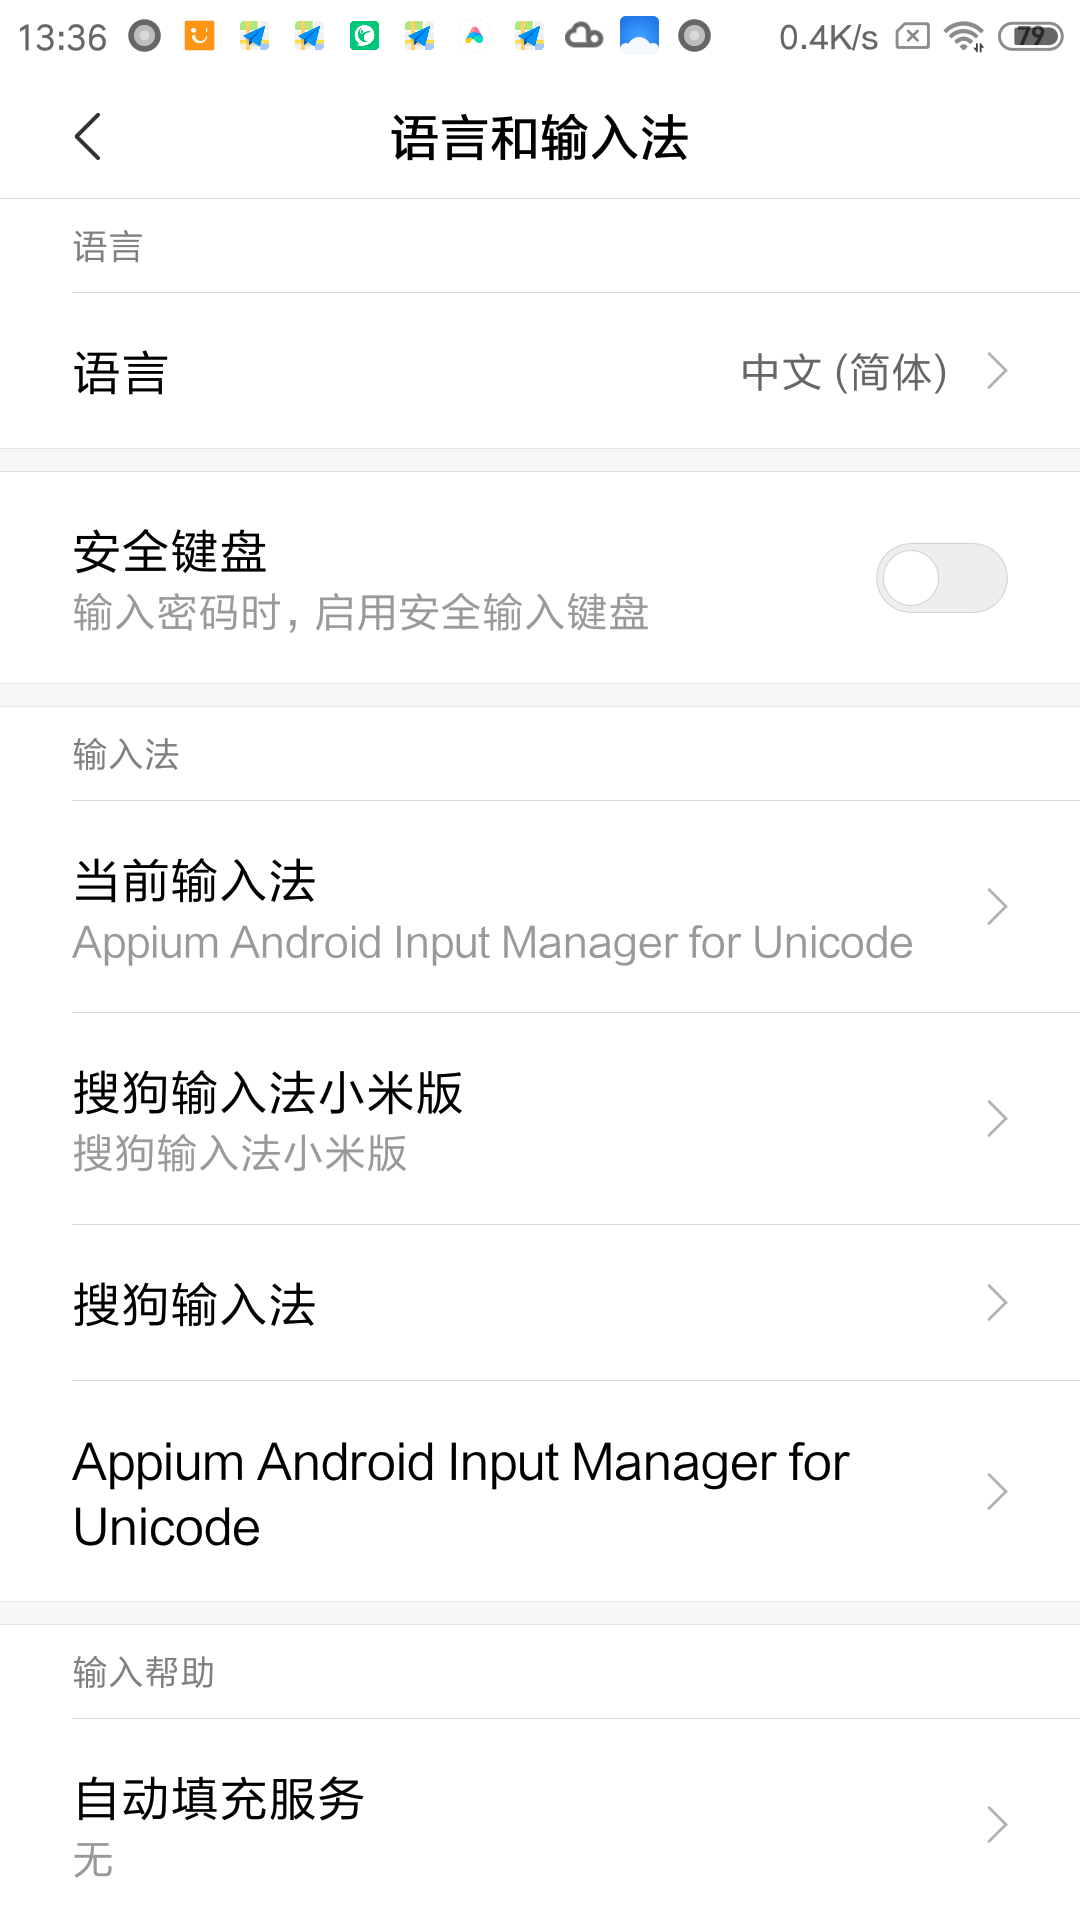 13:36 0.4K/s 79
语言和输入法
语言
语言 中文 (简体)
安全键盘
输入密码时，启用安全输入键盘
输入法
当前输入法
Appium Android Input Manager for Unicode
搜狗输入法小米版
搜狗输入法小米版
搜狗输入法
Appium Android Input Manager for
Unicode
输入帮助
自动填充服务
无